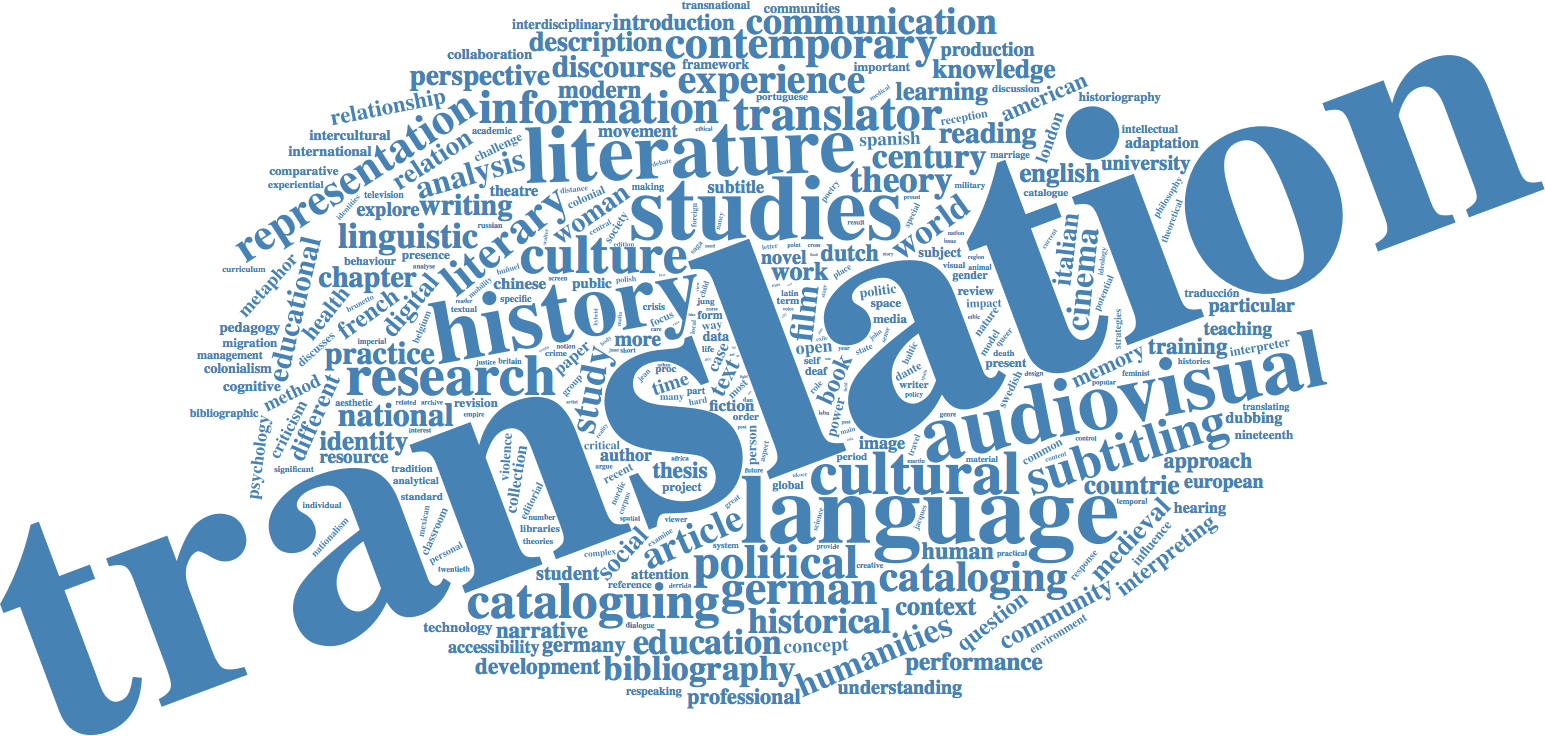 translation
transnational
communities
interdisciplinary
introduction
communication
description
contemporary
production
collaboration
discourse
framework
important
knowledge
perspective
experience
modern
portuguese
medical
learning
discussion
american
historiography
relationship
representation
information
translator
reception
reading
london
intellectual
adaptation
intercultural
international
relation
academic
challenge
movement
ethical
literature
debate
spanish
century
marriage
english
university
comparative
experiential
analysis
television
identifies
theatre
distance
colonial
making
subtitle
poetry
theory
military
catalogue
philosophy
theoretical
explore
writing
russian
literary
woman
central
society
studies
foreign
result
special
proust
world
nation
issue
italian
current
cinema
ideology
potential
linguistic
behaviour
presence
analyse
culture
edition
novel
letter
point
cross
dutch
story
subject
region
visual
animal
gender
curriculum
metaphor
educational
chapter
mobility
buñuel
chinese
screen
public
polish
work
place
specific
textual
reader
digital
french
brunetto
health
discusses
imperial
belgium
history
hybrid
crisis
focus
child
jung
form
way
data
life
latin
term
voice
film
politic
space
media
review
impact
nature
model
queer
death
present
traducción
particular
teaching
strategies
training
interpreter
histories
pedagogy
migration
management
colonialism
cognitive
practice
research
justice
britain
notion
crime
paper
group
more
short
study
proc
time
many
part
hard
case
text
most
open
self
deaf
role
book
power
state
john
baltic
dante
writer
policy
swedish
design
feminist
memory
popular
audiovisual
translating
dubbing
nineteenth
bibliographic
method
different
criticism
psychology
aesthetic
related
archive
revision
empire
national
interest
identity
resource
significant
tradition
analytical
standard
individual
nationalism
mexican
classroom
personal
twentieth
violence
collection
editorial
number
libraries
theories
artist
reality
critical
author
argue
recent
nordic
corpus
spatial
africa
thesis
project
viewer
great
fiction
order
person
aspect
future
global
image
period
main
genre
travel
material
common
content
control
subtitling
approach
european
cultural
countrie
temporal
hearing
language
science
jacques
provide
system
article
examine
social
complex
student
attention
reference
derrida
political
creative
human
practical
response
medieval
influence
interpreting
cataloguing
german
cataloging
dialogue
historical
context
question
community
environment
technology
narrative
accessibility
germany
education
concept
humanities
development
bibliography
performance
respeaking
professional
understanding